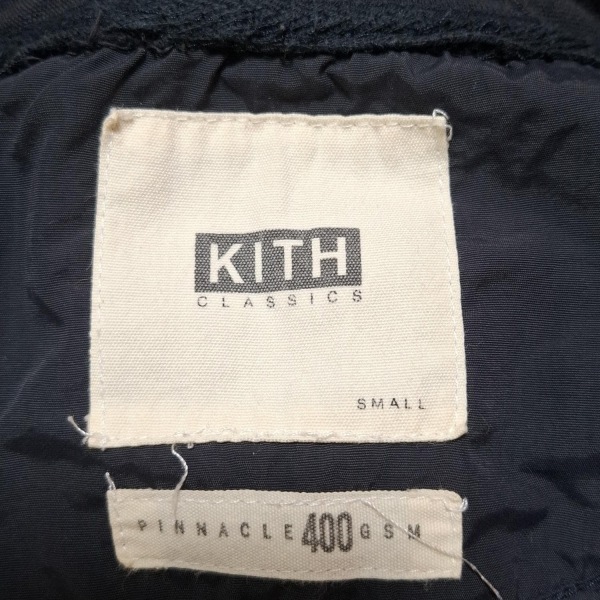 KITH
CLASSICS
SMALL
PINNACLE 400 GSM